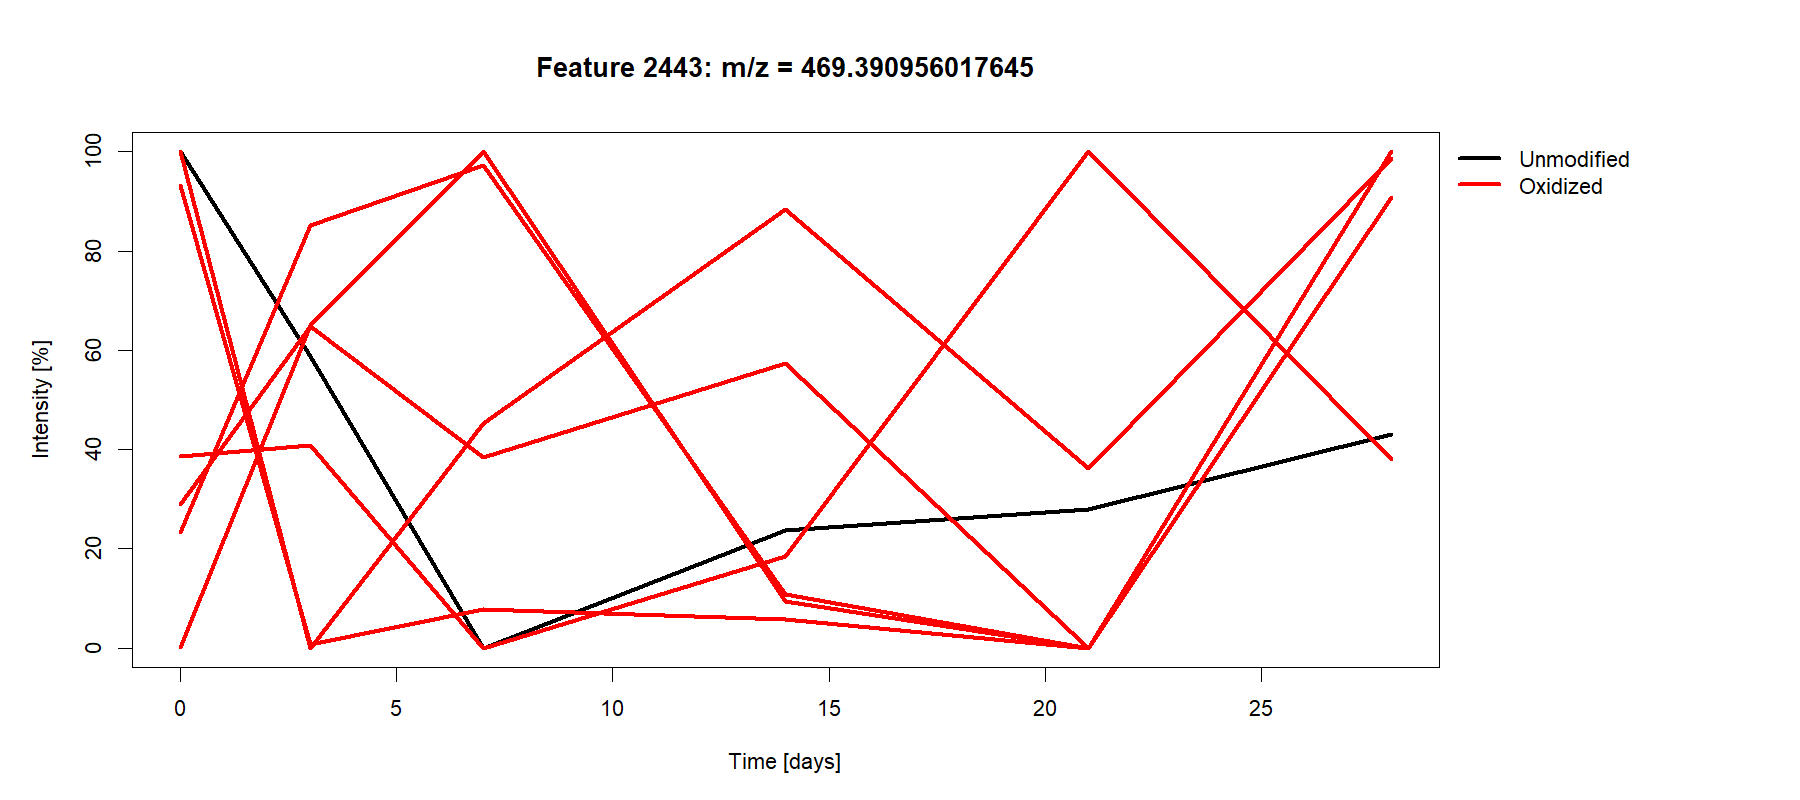 Feature 2443: m/z = 469.390956017645
Unmodified
Oxidized
Intensity [%]
100
80
60
40
20
0
0 5 10 15 20 25
Time [days]